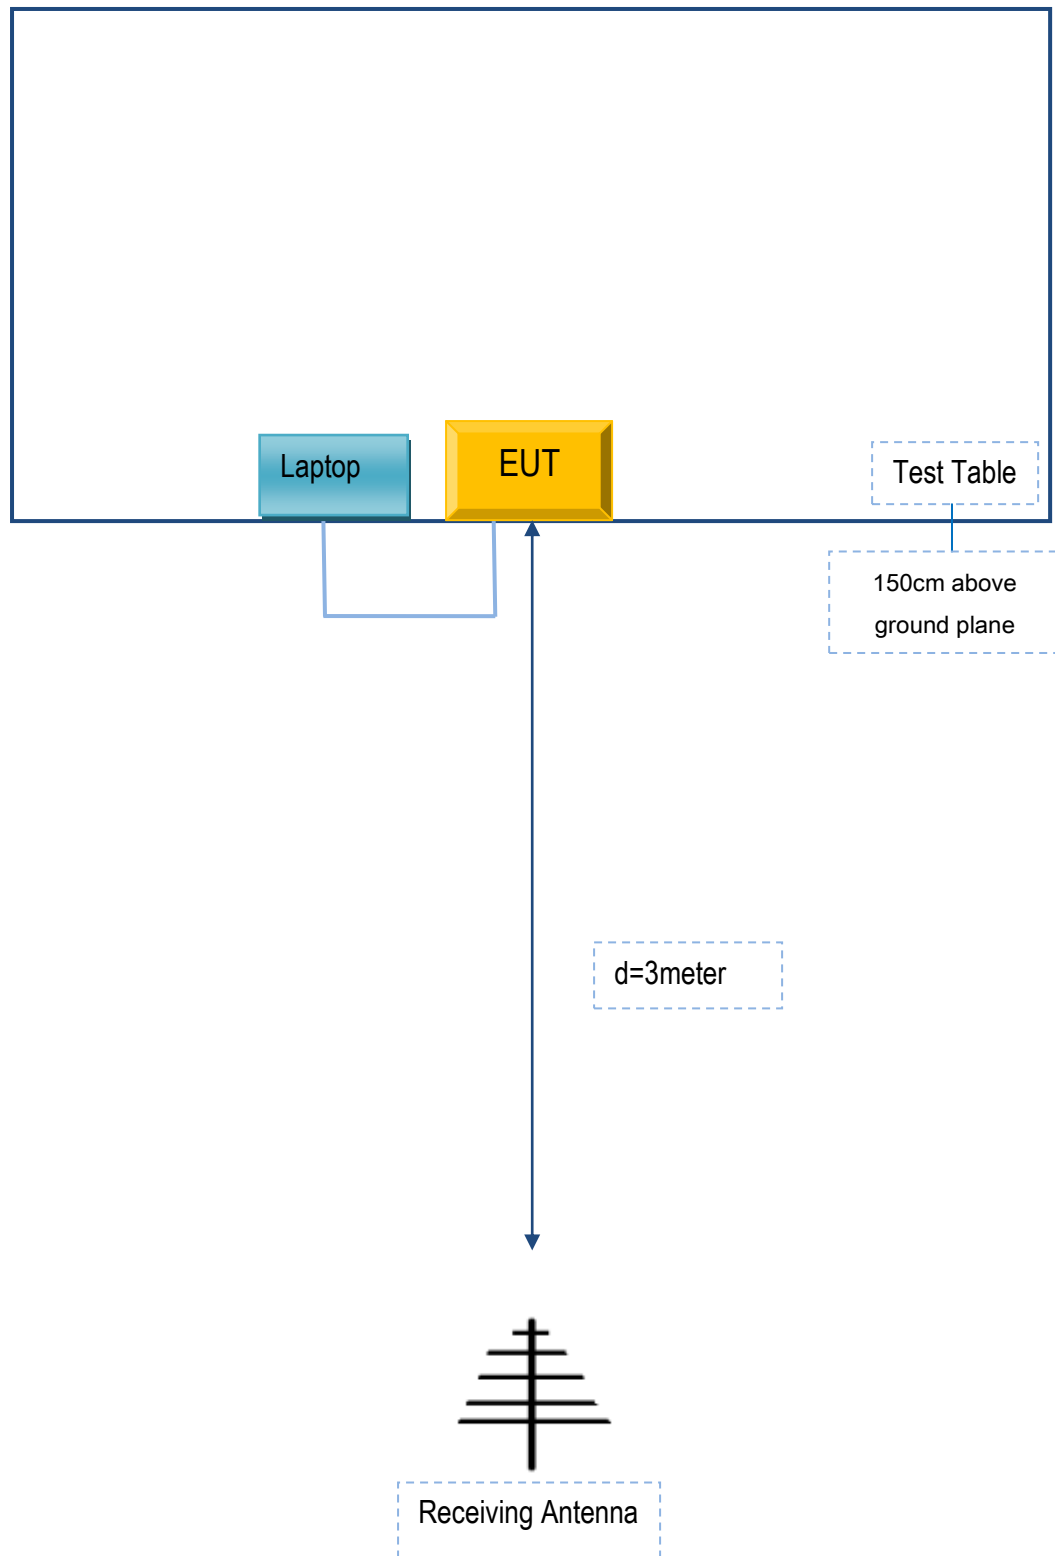 Laptop
EUT
Test Table
150cm above
ground plane
d=3meter
Receiving Antenna